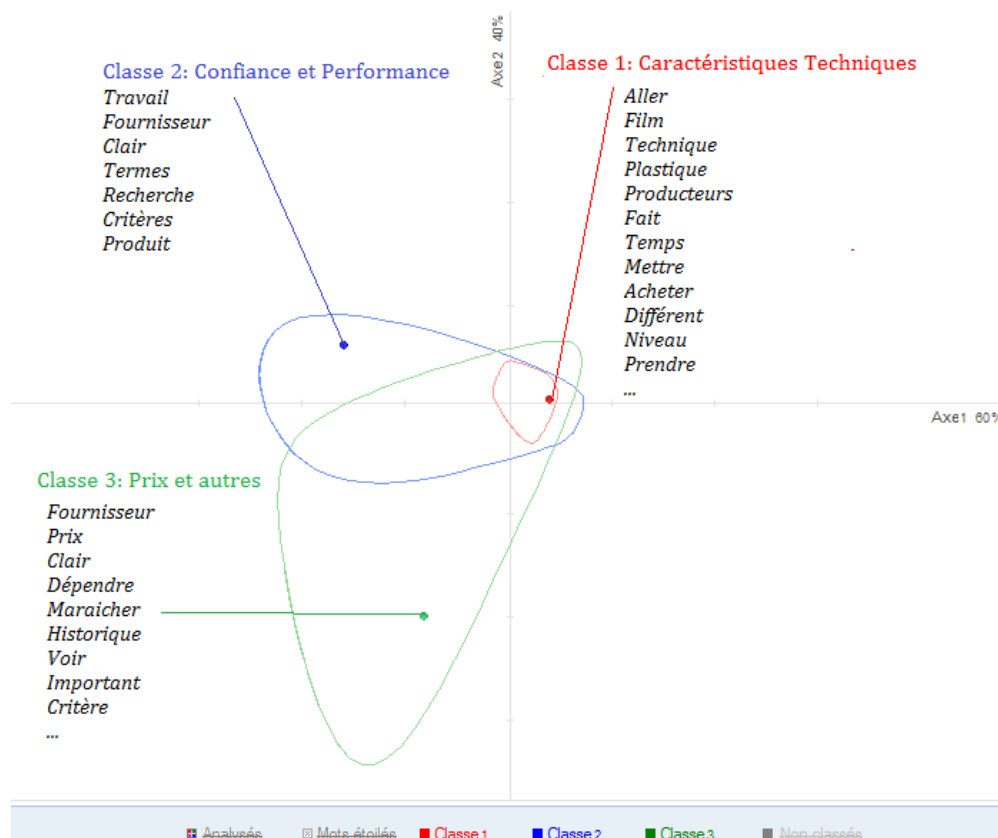 Axe2 40%
Classe 2: Confiance et Performance
Travail
Fournisseur
Clair
Termes
Recherche
Critères
Produit
Classe 1: Caractéristiques Techniques
Aller
Film
Technique
Plastique
Producteurs
Fait
Temps
Mettre
Acheter
Différent
Niveau
Prendre
...
Axe1 60%
Classe 3: Prix et autres
Fournisseur
Prix
Clair
Dépendre
Maraicher
Historique
Voir
Important
Critère
...
Analysés Mots étoilés Classe 1 Classe 2 Classe 3 Non classés